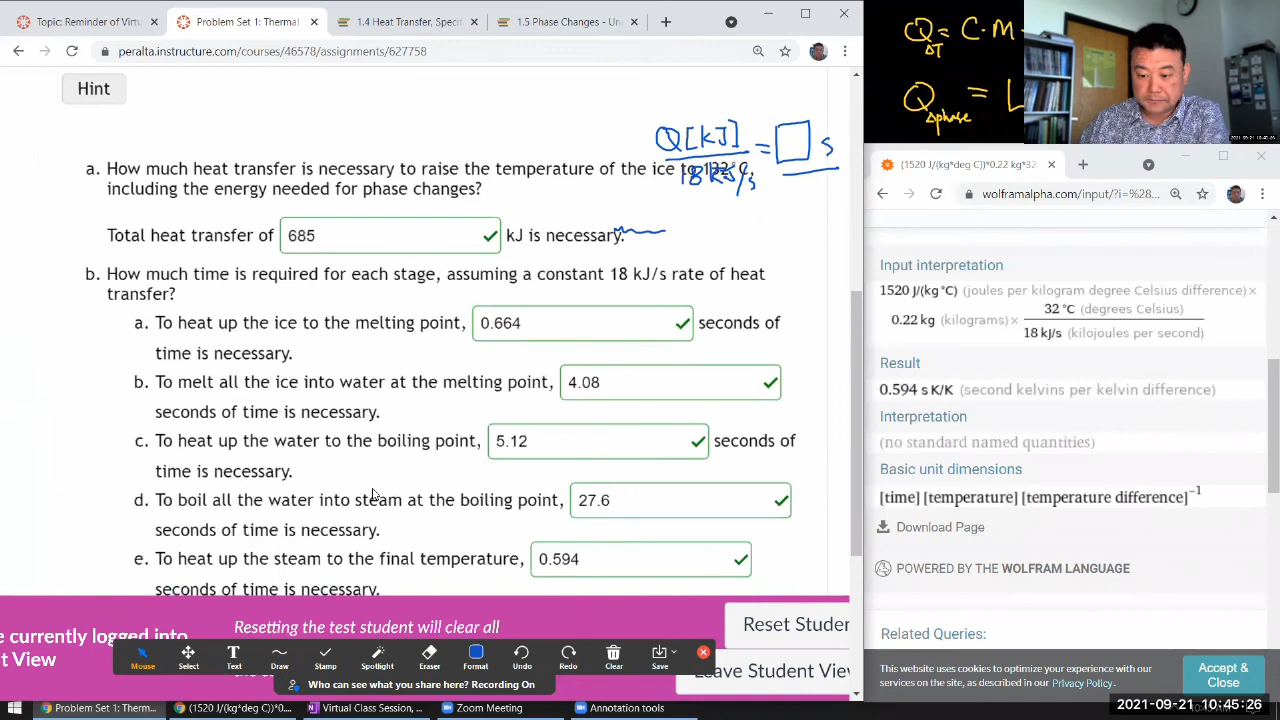 Topic Reminder of Virtu
Problem Set 1: Thermal
1.4 Heat Transfer, Specif
1.5 Phase Changes - Un
peralta.instructure.com/courses/46578/assignments/627758
Hint
Q[kJ]
18 kJ/s
= □ s
a. How much heat transfer is necessary to raise the temperature of the ice to 132°C,
including the energy needed for phase changes?
Total heat transfer of 685 kJ is necessary.
b. How much time is required for each stage, assuming a constant 18 kJ/s rate of heat
transfer?
a. To heat up the ice to the melting point, 0.664 seconds of
time is necessary.
b. To melt all the ice into water at the melting point, 4.08
seconds of time is necessary.
c. To heat up the water to the boiling point, 5.12 seconds of
time is necessary.
d. To boil all the water into steam at the boiling point, 27.6
seconds of time is necessary.
e. To heat up the steam to the final temperature, 0.594
seconds of time is necessary.
e currently logged into
t View
Resetting the test student will clear all
Reset Studen
Leave Student View
Mouse
Select
Text
Draw
Stamp
Spotlight
Eraser
Format
Undo
Redo
Clear
Save
Who can see what you share here? Recording On
Q = C·M·
ΔT
Q = L
Δphase
2021-09-21 10:45:26
(1520 J/(kg*deg C))*0.22 kg*32
wolframalpha.com/input/?i=%28...
Input interpretation
1520 J/(kg °C) (joules per kilogram degree Celsius difference) ×
0.22 kg (kilograms) × 32 °C (degrees Celsius)
18 kJ/s (kilojoules per second)
Result
0.594 s K/K (second kelvins per kelvin difference)
Interpretation
(no standard named quantities)
Basic unit dimensions
[time] [temperature] [temperature difference]⁻¹
Download Page
POWERED BY THE WOLFRAM LANGUAGE
Related Queries:
This website uses cookies to optimize your experience with our
services on the site, as described in our Privacy Policy.
Accept &
Close
Problem Set 1: Therm...
(1520 J/(kg*deg C))*0...
Virtual Class Session, ...
Zoom Meeting
Annotation tools
2021-09-21 10:45:26